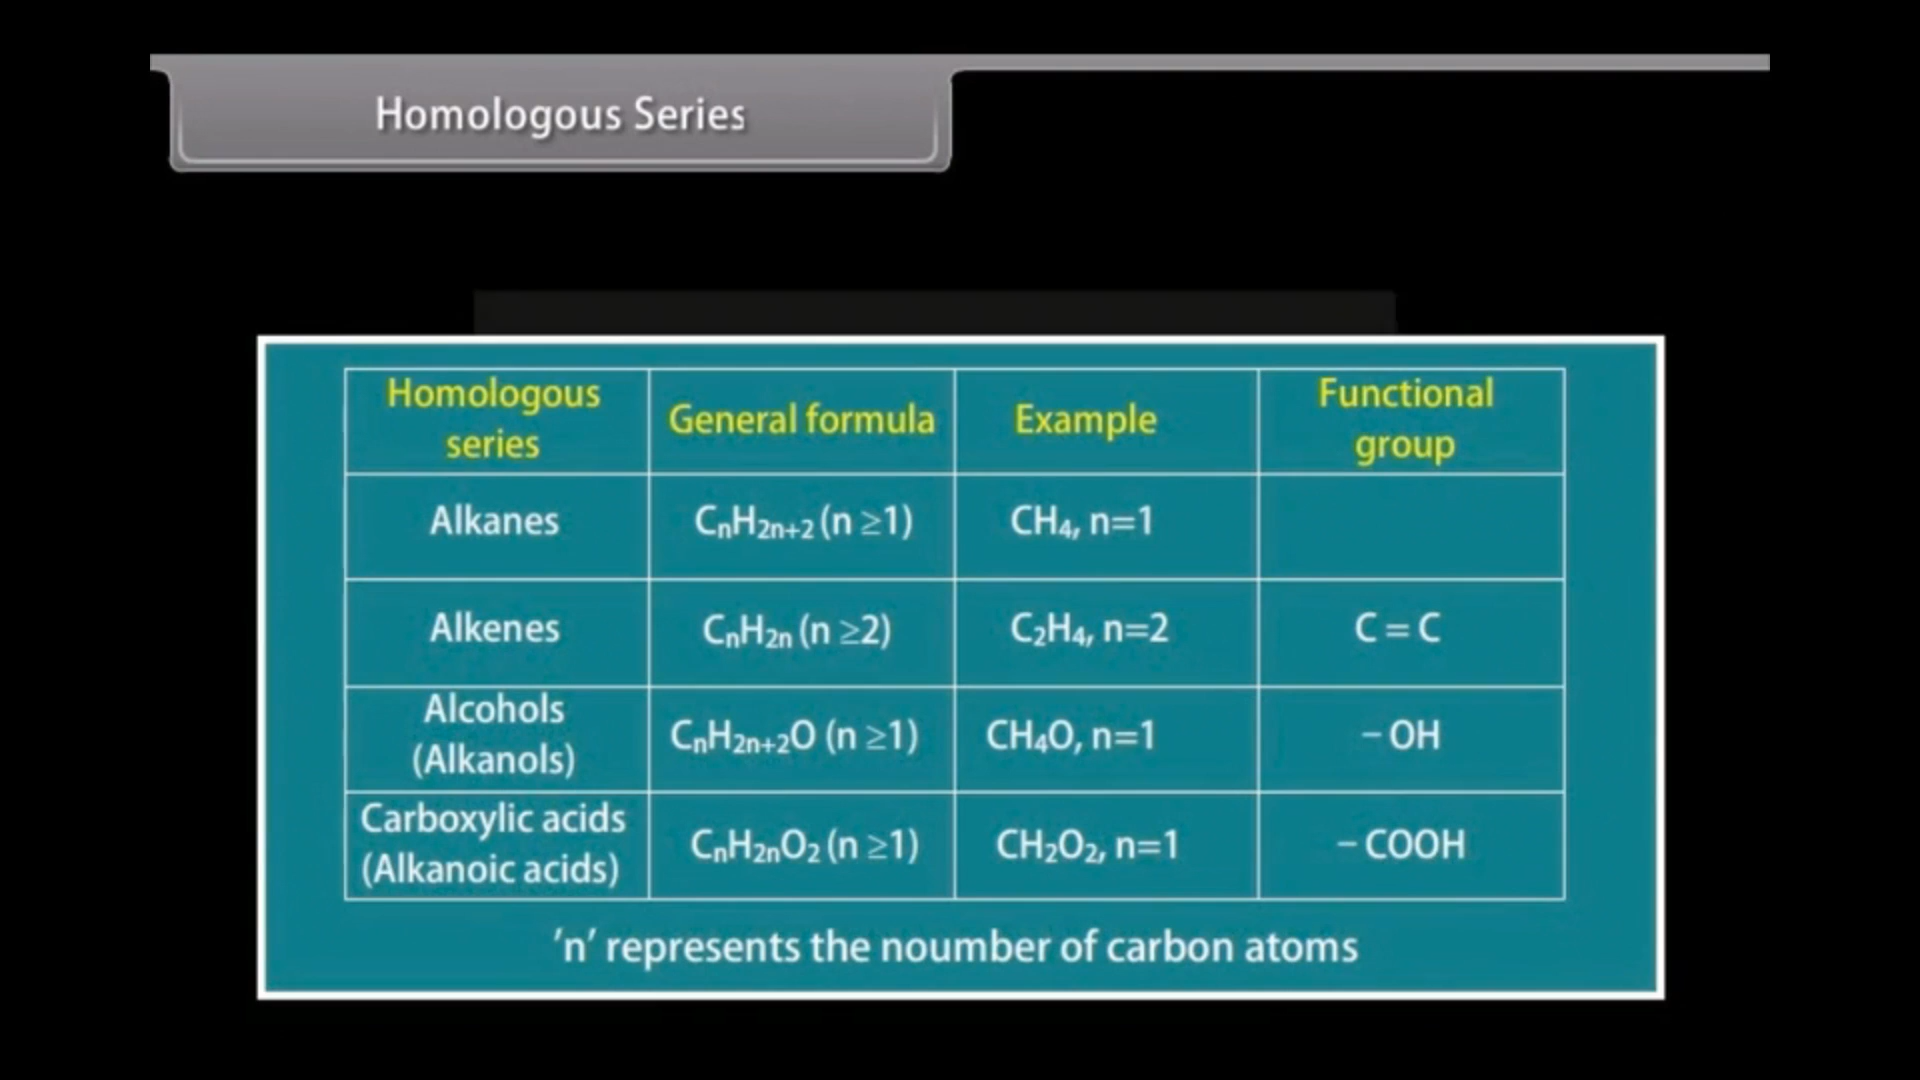 Homologous Series
Homologous series
General formula
Example
Functional group
Alkanes
CₙH₂ₙ₊₂ (n ≥1)
CH₄, n=1
Alkenes
CₙH₂ₙ (n ≥2)
C₂H₄, n=2
C = C
Alcohols
(Alkanols)
CₙH₂ₙ₊₂O (n ≥1)
CH₄O, n=1
– OH
Carboxylic acids
(Alkanoic acids)
CₙH₂ₙO₂ (n ≥1)
CH₂O₂, n=1
– COOH
'n' represents the noumber of carbon atoms